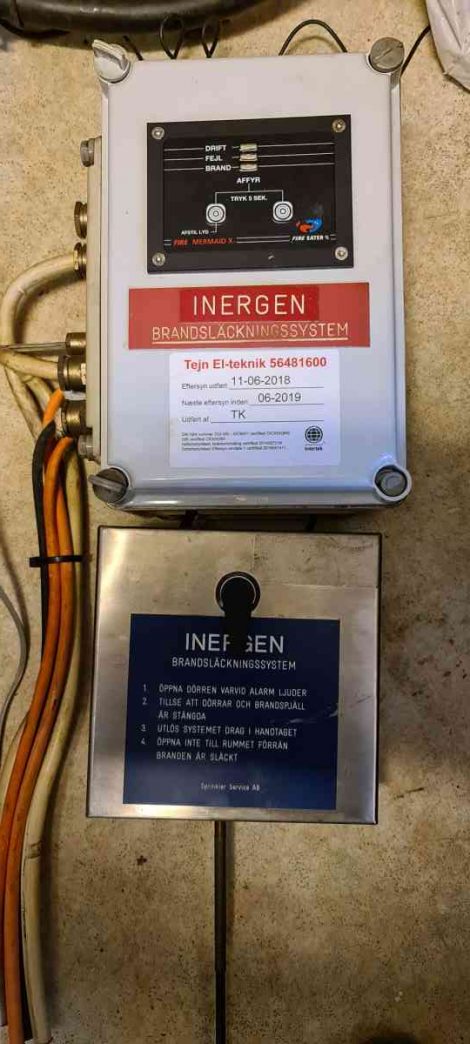 DRIFT
FEJL
BRAND
AFFYR
TRYK 5 SEK.
AFSTIL LYD
FIRE MERMAID X.
FIRE EATER
INERGEN
BRANDSLÄCKNINGSSYSTEM
Tejn El-teknik 56481600
Eftersyn udført 11-06-2018
Næste eftersyn inden 06-2019
Udført af TK
intertek
INERGEN
BRANDSLÄCKNINGSSYSTEM
1. ÖPPNA DÖRREN VARVID ALARM LJUDER
2. TILLSE ATT DÖRRAR OCH BRANDSPJÄLL
ÄR STÄNGDA
3. UTLÖS SYSTEMET DRAG I HANDTAGET
4. ÖPPNA INTE TILL RUMMET FÖRRÄN
BRANDEN ÄR SLÄCKT
Sprinkler Service AB